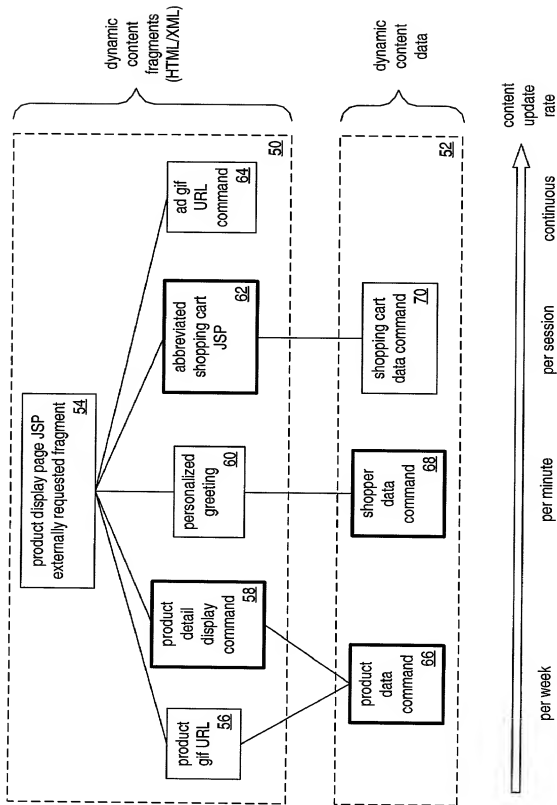 product display page JSP
externally requested fragment
54
product
gif URL
56
product
detail
display
command
58
personalized
greeting
60
abbreviated
shopping cart
JSP
62
ad gif
URL
command
64
50
dynamic
content
fragments
(HTML/XML)
product
data
command
66
shopper
data
command
68
shopping cart
data command
70
52
dynamic
content
data
per week
per minute
per session
continuous
content
update
rate